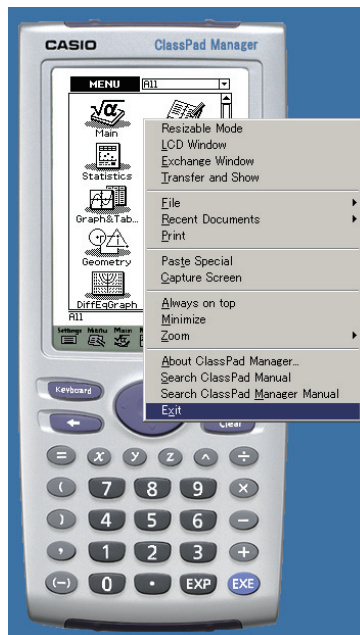 CASIO ClassPad Manager
MENU All
Main
Statistics
Graph&Tab...
Geometry
DiffEqGraph
All
Settings Menu Main
Resizable Mode
LCD Window
Exchange Window
Transfer and Show
File
Recent Documents
Print
Paste Special
Capture Screen
Always on top
Minimize
Zoom
About ClassPad Manager...
Search ClassPad Manual
Search ClassPad Manager Manual
Exit
Keyboard
Clear
= x y z ^ ÷
( 7 8 9 ×
) 4 5 6 −
, 1 2 3 +
(−) 0 · EXP EXE